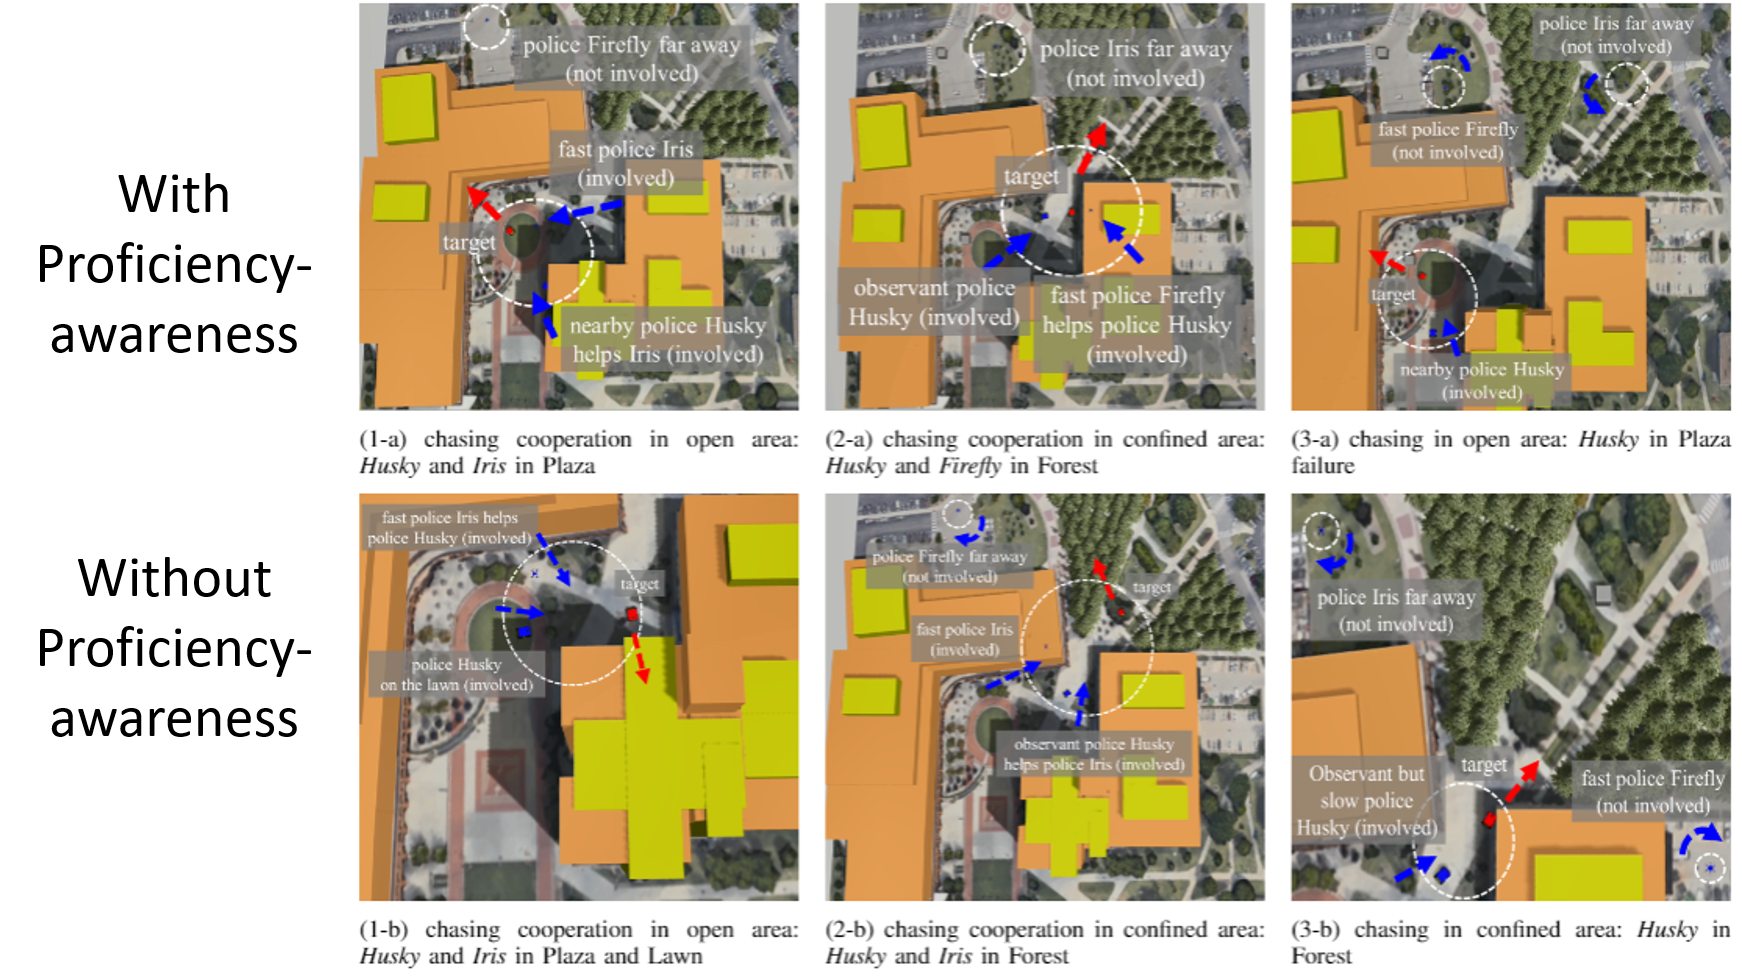 With
Proficiency-
awareness
police Firefly far away
(not involved)
fast police Iris
(involved)
target
nearby police Husky
helps Iris (involved)
police Iris far away
(not involved)
target
observant police
Husky (involved)
fast police Firefly
helps police Husky
(involved)
police Iris far away
(not involved)
fast police Firefly
(not involved)
target
nearby police Husky
(involved)
(1-a) chasing cooperation in open area:
Husky and Iris in Plaza
(2-a) chasing cooperation in confined area:
Husky and Firefly in Forest
(3-a) chasing in open area: Husky in Plaza
failure
Without
Proficiency-
awareness
fast police Iris helps
police Husky (involved)
target
police Husky
on the lawn (involved)
police Firefly far away
(not involved)
target
fast police Iris
(involved)
observant police Husky
helps police Iris (involved)
police Iris far away
(not involved)
target
Observant but
slow police
Husky (involved)
fast police Firefly
(not involved)
(1-b) chasing cooperation in open area:
Husky and Iris in Plaza and Lawn
(2-b) chasing cooperation in confined area:
Husky and Iris in Forest
(3-b) chasing in confined area: Husky in
Forest